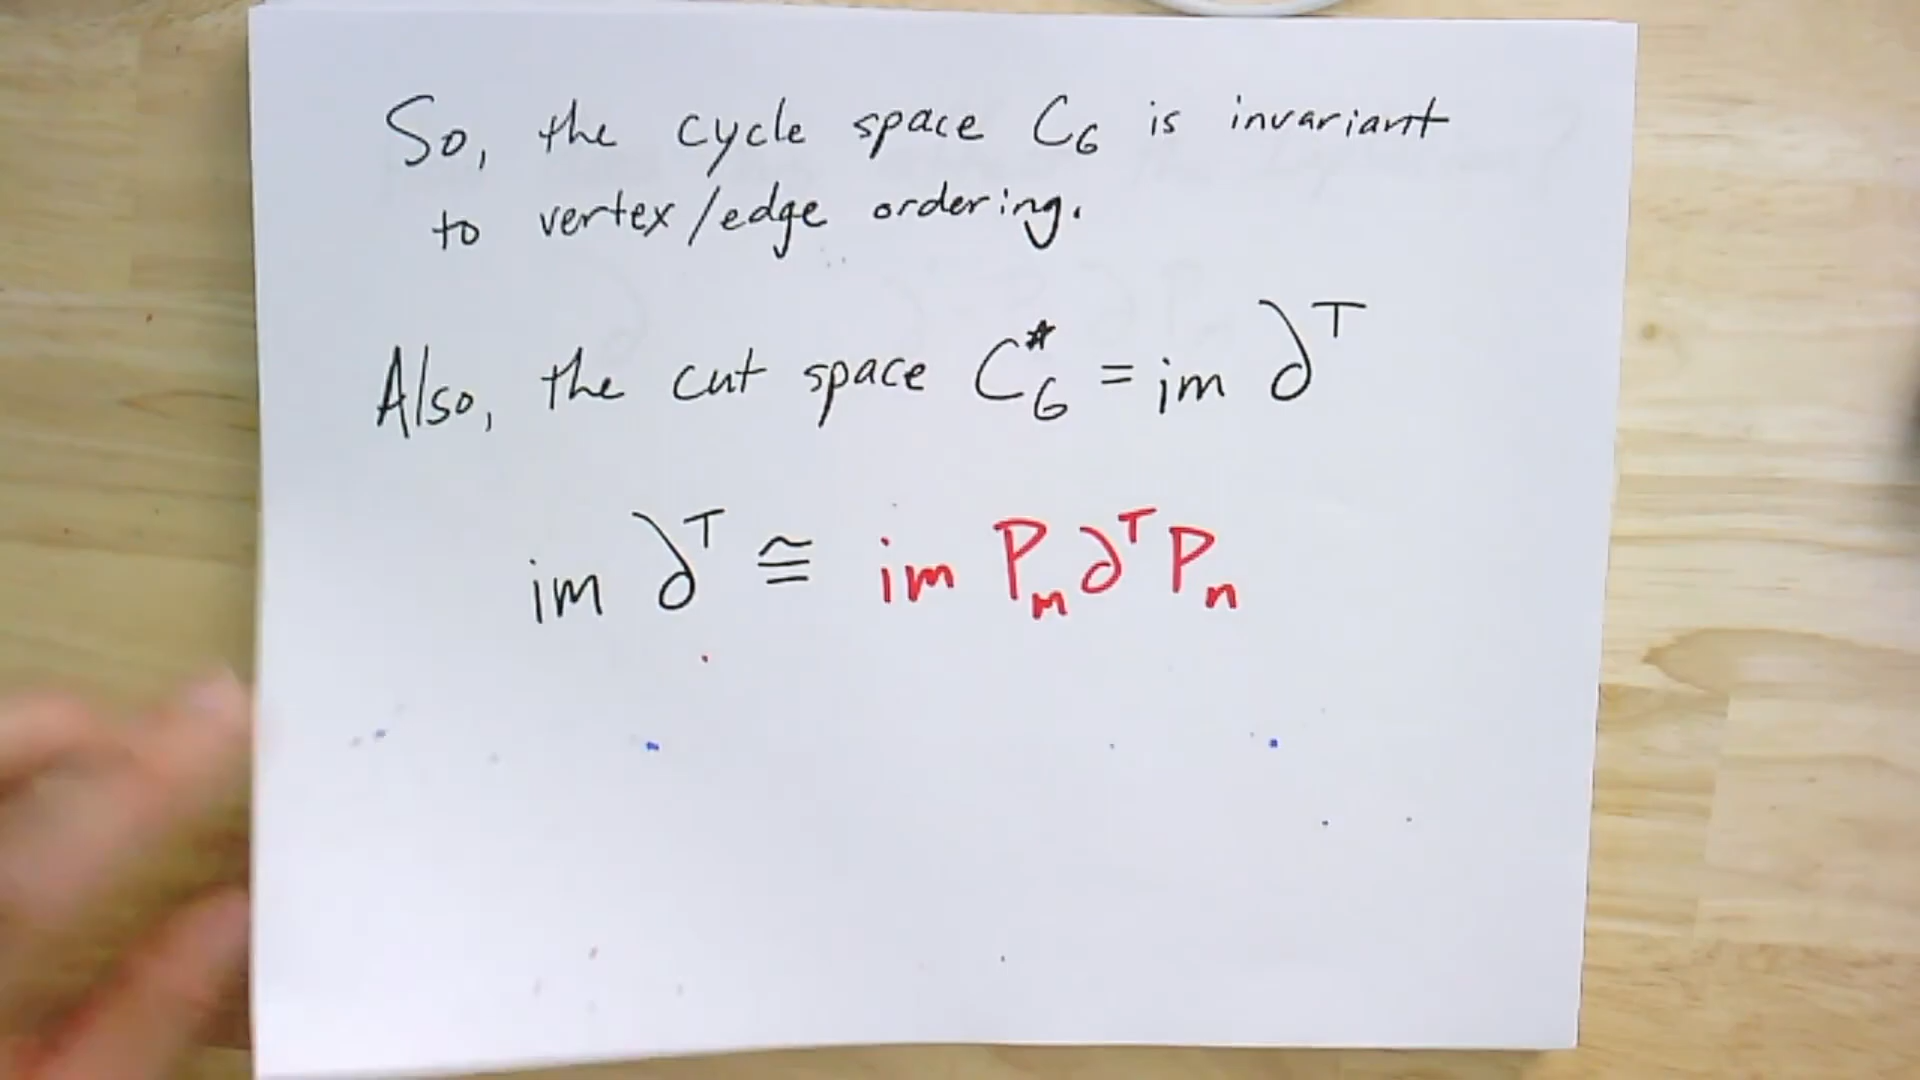 So, the cycle space C_G is invariant
to vertex/edge ordering.
Also, the cut space C*_G = im ∂^T
im ∂^T ≅ im P_m ∂^T P_n